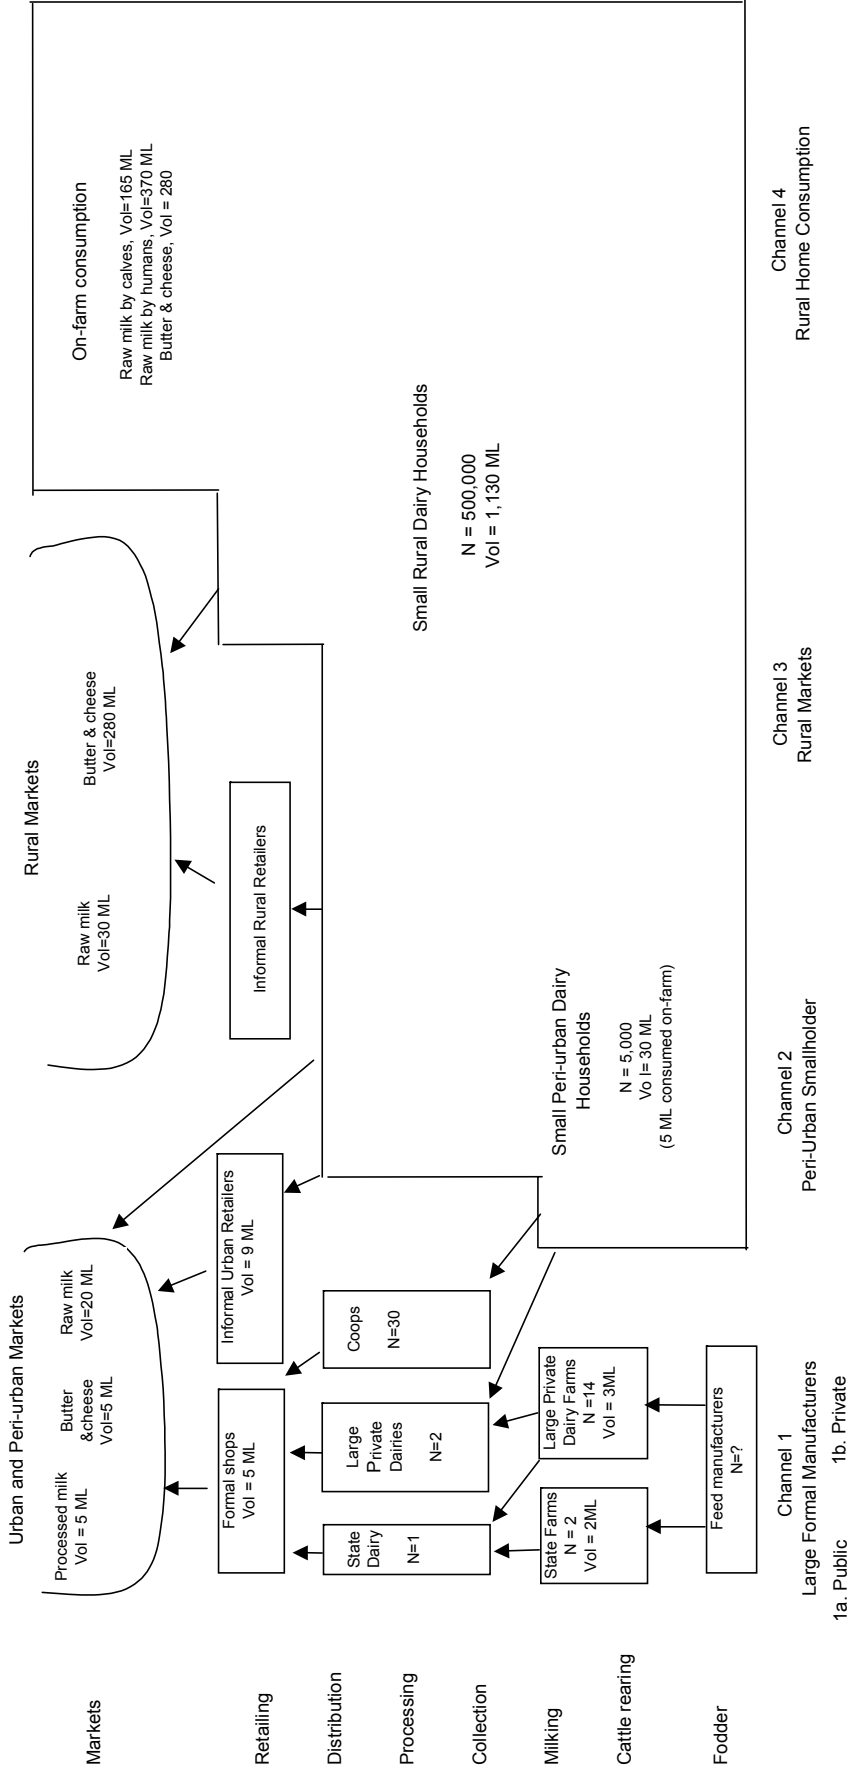 Urban and Peri-urban Markets
Processed milk
Vol = 5 ML
Butter
&cheese
Vol=5 ML
Raw milk
Vol=20 ML
Rural Markets
Raw milk
Vol=30 ML
Butter & cheese
Vol=280 ML
On-farm consumption
Raw milk by calves, Vol=165 ML
Raw milk by humans, Vol=370 ML
Butter & cheese, Vol = 280
Formal shops
Vol = 5 ML
Informal Urban Retailers
Vol = 9 ML
Informal Rural Retailers
State
Dairy
N=1
Large
Private
Dairies
N=2
Coops
N=30
Small Rural Dairy Households
N = 500,000
Vol = 1,130 ML
State Farms
N = 2
Vol = 2ML
Large Private
Dairy Farms
N =14
Vol = 3ML
Small Peri-urban Dairy
Households
N = 5,000
Vo l= 30 ML
(5 ML consumed on-farm)
Feed manufacturers
N=?
Markets
Retailing
Distribution
Processing
Collection
Milking
Cattle rearing
Fodder
Channel 1
Large Formal Manufacturers
1a. Public
1b. Private
Channel 2
Peri-Urban Smallholder
Channel 3
Rural Markets
Channel 4
Rural Home Consumption